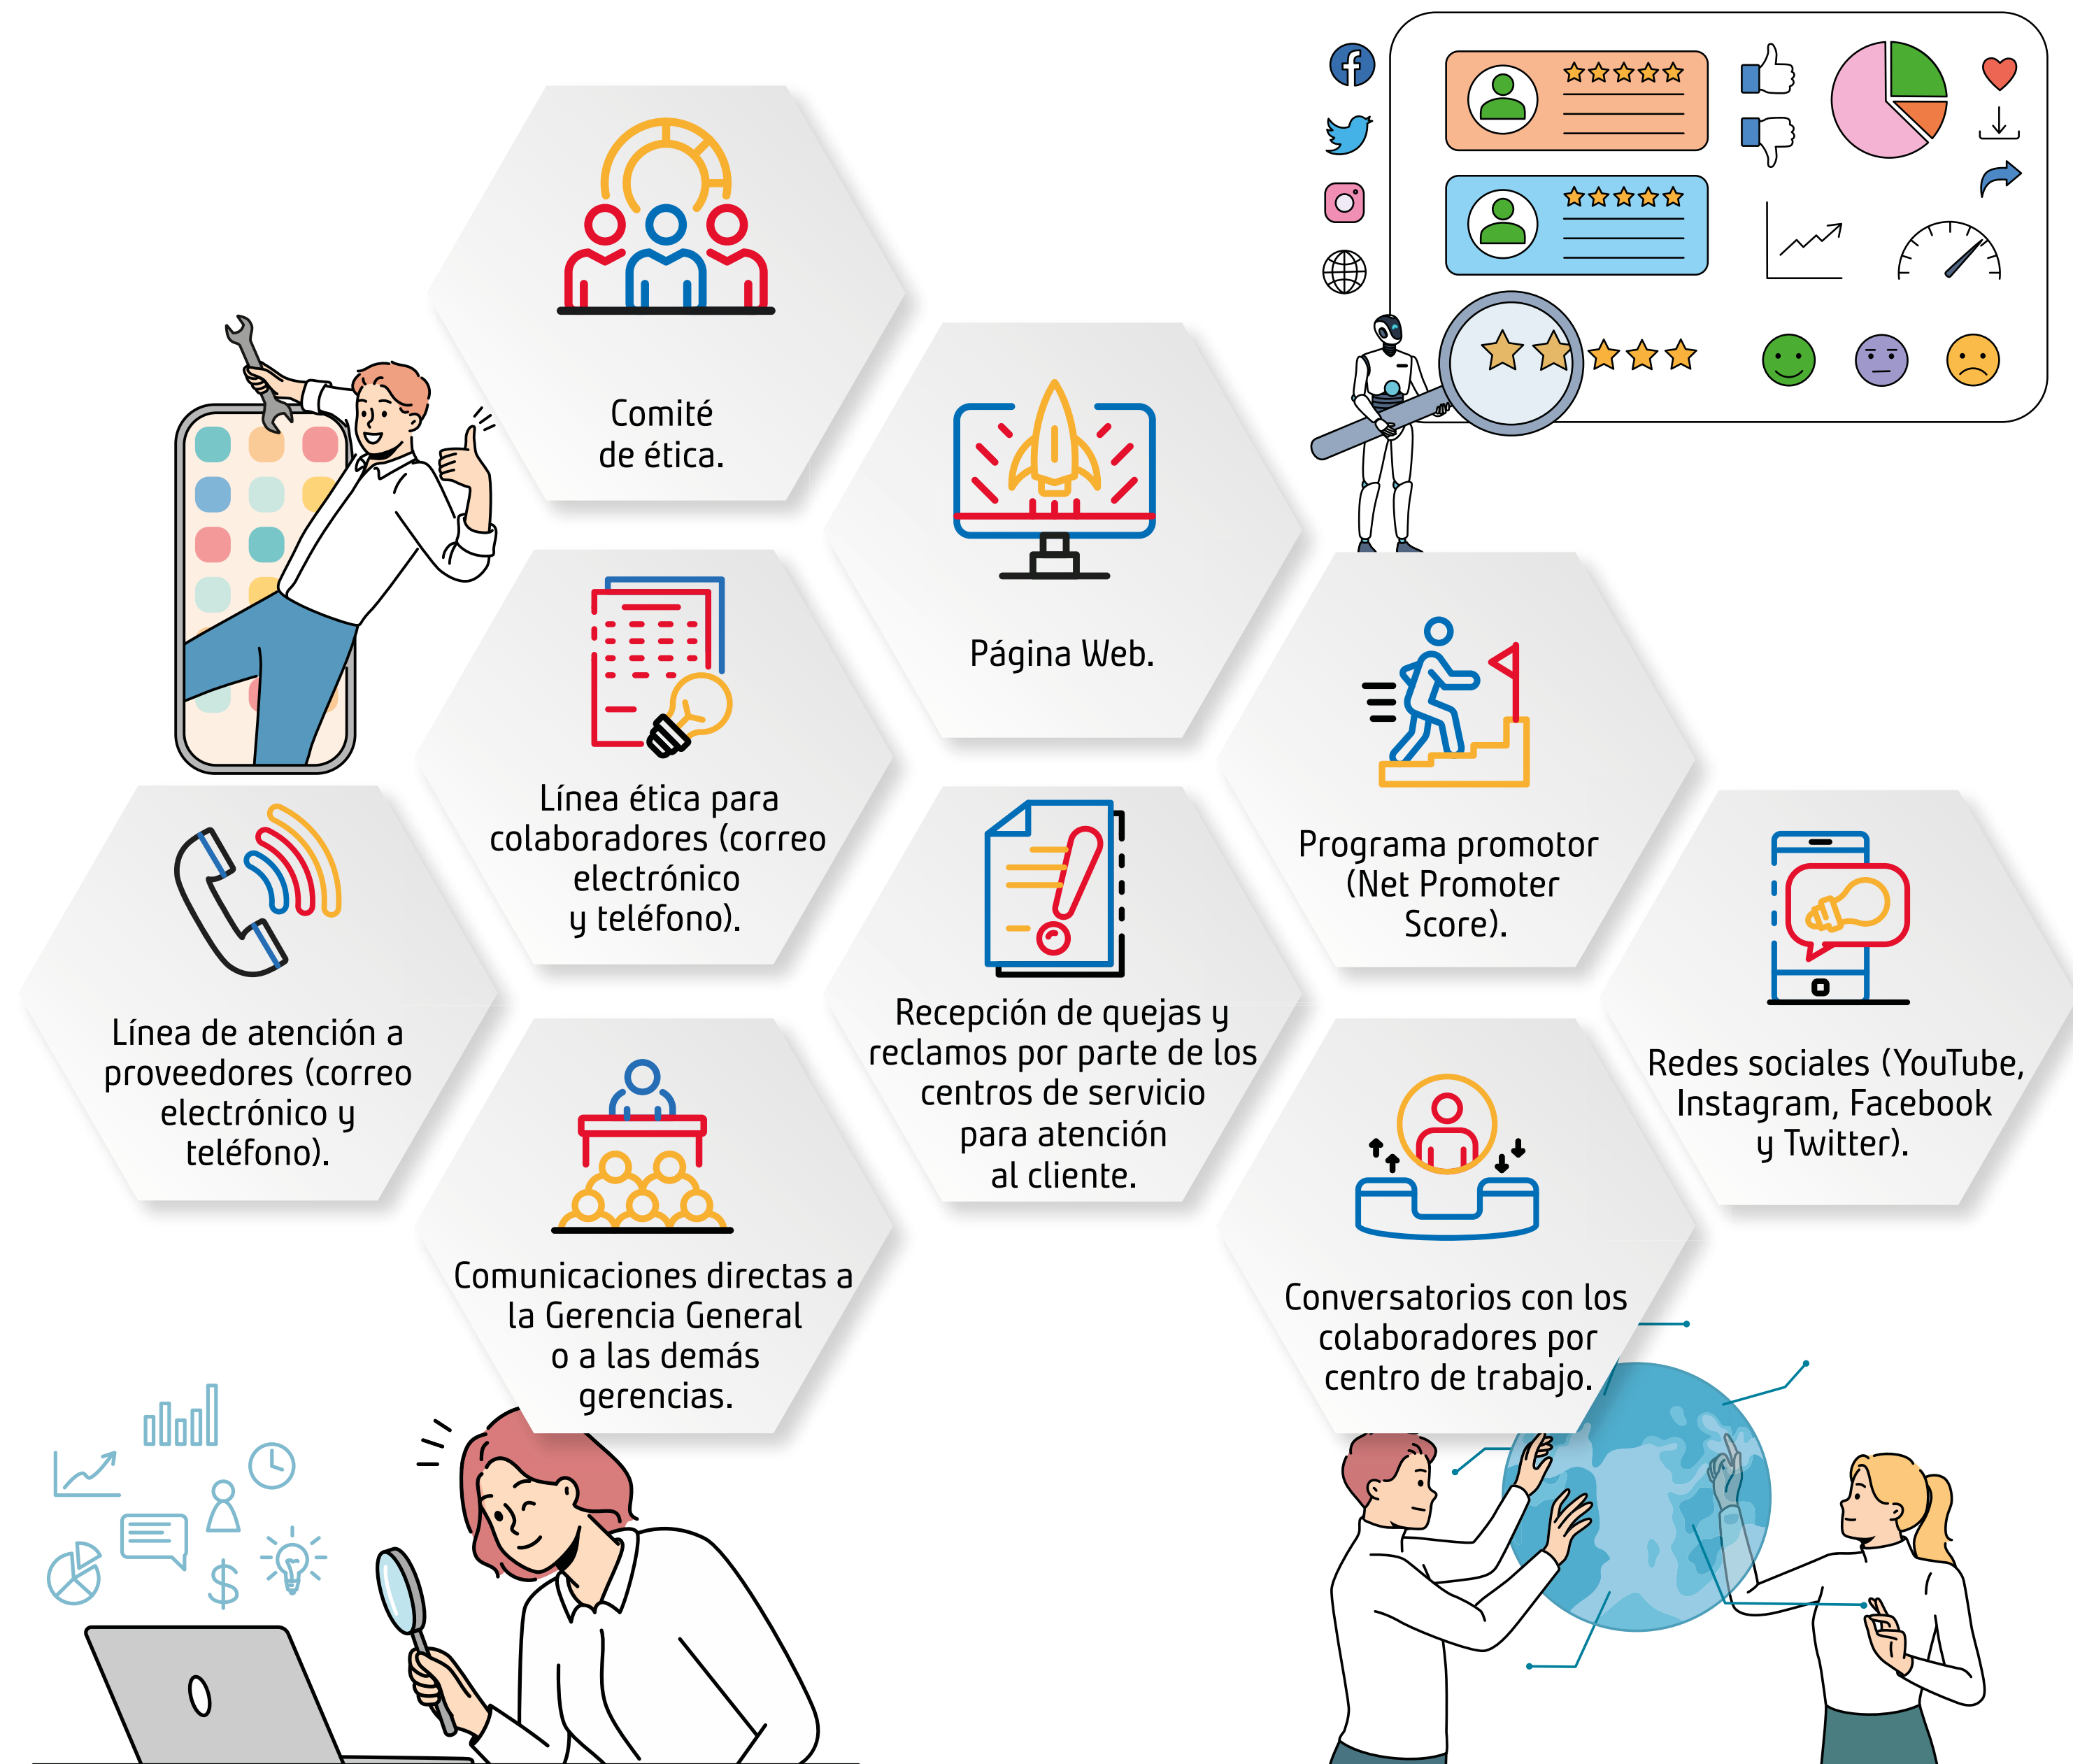 Comité
de ética.
Página Web.
Línea ética para
colaboradores (correo
electrónico
y teléfono).
Programa promotor
(Net Promoter
Score).
Línea de atención a
proveedores (correo
electrónico y
teléfono).
Recepción de quejas y
reclamos por parte de los
centros de servicio
para atención
al cliente.
Redes sociales (YouTube,
Instagram, Facebook
y Twitter).
Comunicaciones directas a
la Gerencia General
o a las demás
gerencias.
Conversatorios con los
colaboradores por
centro de trabajo.